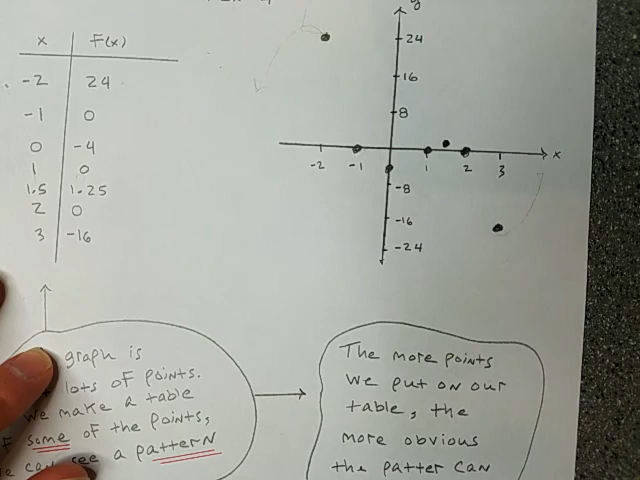 x F(x)
-2 24
-1 0
0 -4
1 0
1.5 1.25
2 0
3 -16
y
24
16
8
-2 -1 1 2 3 x
-8
-16
-24
graph is
lots of points.
we make a table
some of the points,
can see a pattern
The more points
we put on our
table, the
more obvious
the patter can